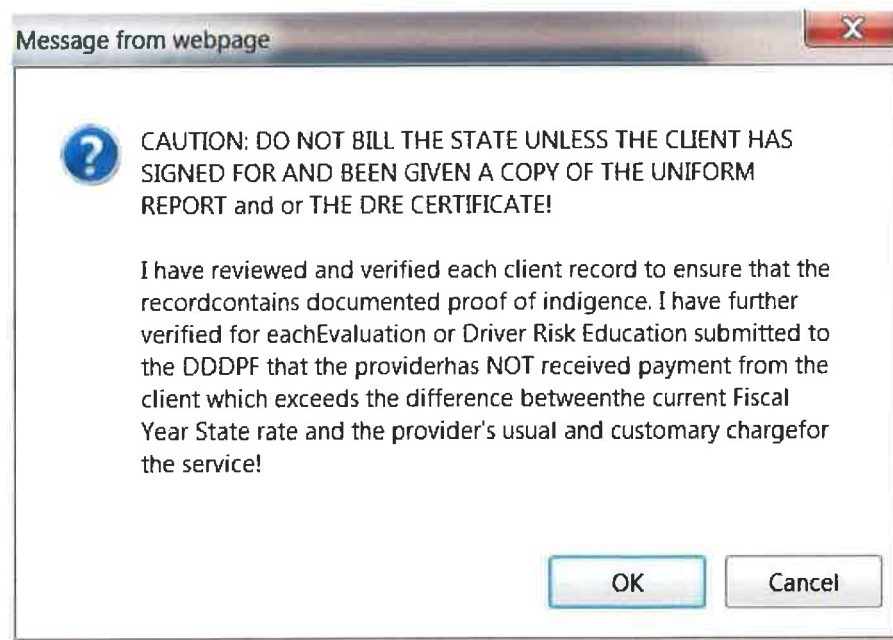 Message from webpage
X
?
CAUTION: DO NOT BILL THE STATE UNLESS THE CLIENT HAS
SIGNED FOR AND BEEN GIVEN A COPY OF THE UNIFORM
REPORT and or THE DRE CERTIFICATE!
I have reviewed and verified each client record to ensure that the
recordcontains documented proof of indigence. I have further
verified for eachEvaluation or Driver Risk Education submitted to
the DDDPF that the providerhas NOT received payment from the
client which exceeds the difference betweenthe current Fiscal
Year State rate and the provider's usual and customary chargefor
the service!
OK
Cancel